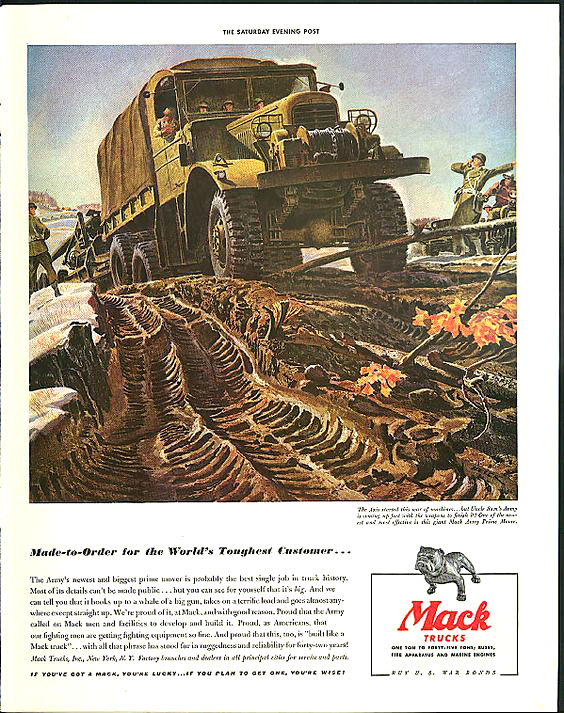 THE SATURDAY EVENING POST
The Axis started this war of machines...but Uncle Sam's Army
is coming up fast with the weapons to finish it! One of the new-
est and most effective is this giant Mack Army Prime Mover.
Made-to-Order for the World's Toughest Customer...
The Army's newest and biggest prime mover is probably the best single job in truck history.
Most of its details can't be made public . . . but you can see for yourself that it's big. And we
can tell you that it hooks up to a whale of a big gun, takes on a terrific load and goes almost any-
where except straight up. We're proud of it, at Mack, and with good reason. Proud that the Army
called on Mack men and facilities to develop and build it. Proud, as Americans, that
our fighting men are getting fighting equipment so fine. And proud that this, too, is "built like a
Mack truck"... with all that phrase has stood for in ruggedness and reliability for forty-two years!
Mack Trucks, Inc., New York, N. Y. Factory branches and dealers in all principal cities for service and parts.
IF YOU'VE GOT A MACK, YOU'RE LUCKY...IF YOU PLAN TO GET ONE, YOU'RE WISE!
Mack
TRUCKS
ONE TON TO FORTY-FIVE TONS; BUSES,
FIRE APPARATUS AND MARINE ENGINES
BUY U. S. WAR BONDS